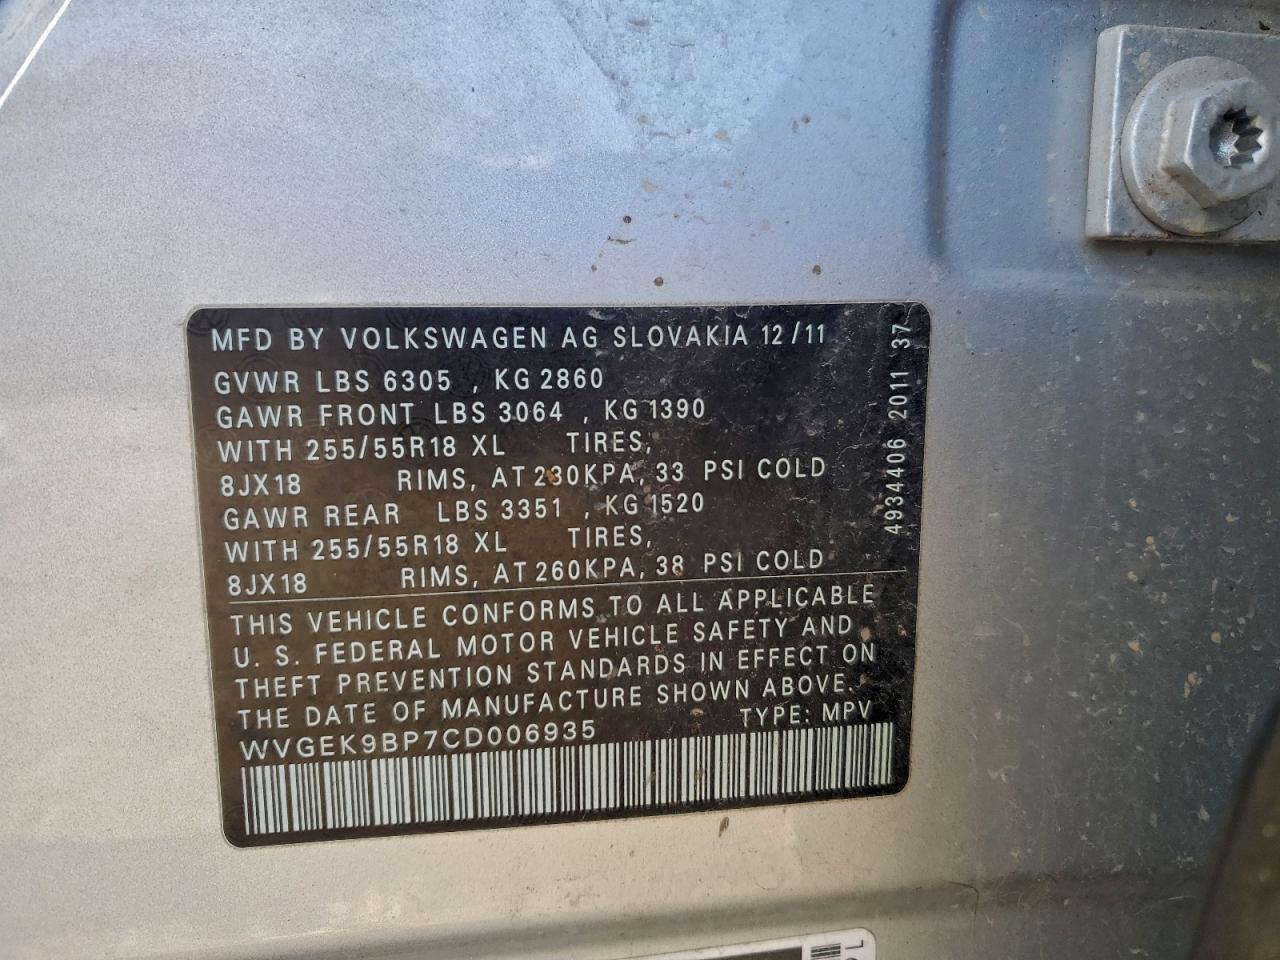 MFD BY VOLKSWAGEN AG SLOVAKIA 12/11
GVWR LBS 6305 , KG 2860
GAWR FRONT LBS 3064 , KG 1390
WITH 255/55R18 XL TIRES,
8JX18 RIMS, AT 230KPA, 33 PSI COLD
GAWR REAR LBS 3351 , KG 1520
WITH 255/55R18 XL TIRES,
8JX18 RIMS, AT 260KPA, 38 PSI COLD
THIS VEHICLE CONFORMS TO ALL APPLICABLE
U. S. FEDERAL MOTOR VEHICLE SAFETY AND
THEFT PREVENTION STANDARDS IN EFFECT ON
THE DATE OF MANUFACTURE SHOWN ABOVE.
WVGEK9BP7CD006935 TYPE: MPV
4934406 2011 37